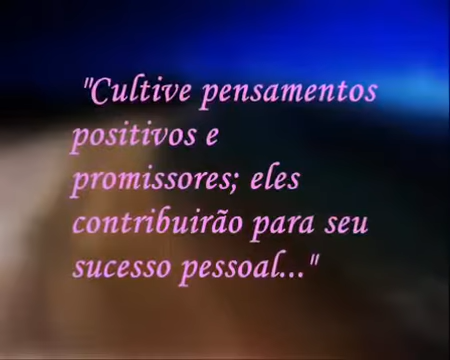 "Cultive pensamentos
positivos e
promissores; eles
contribuirão para seu
sucesso pessoal..."